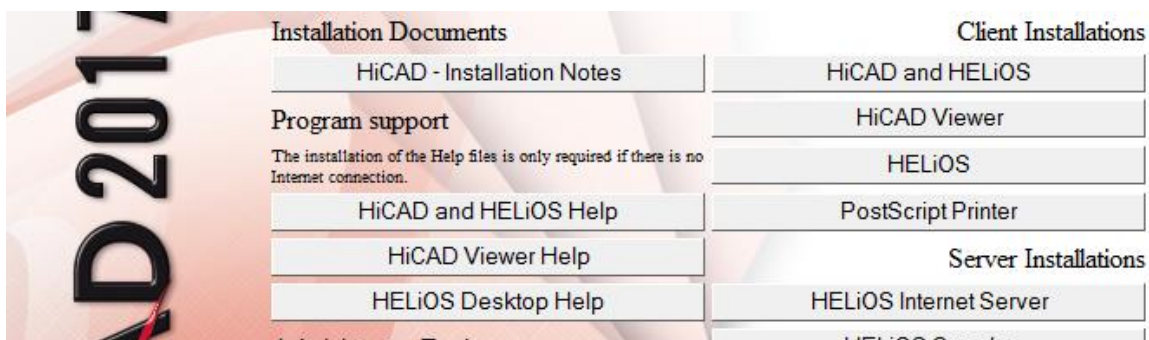 AD 2017
Installation Documents
HiCAD - Installation Notes
Program support
The installation of the Help files is only required if there is no
Internet connection.
HiCAD and HELiOS Help
HiCAD Viewer Help
HELiOS Desktop Help
Client Installations
HiCAD and HELiOS
HiCAD Viewer
HELiOS
PostScript Printer
Server Installations
HELiOS Internet Server